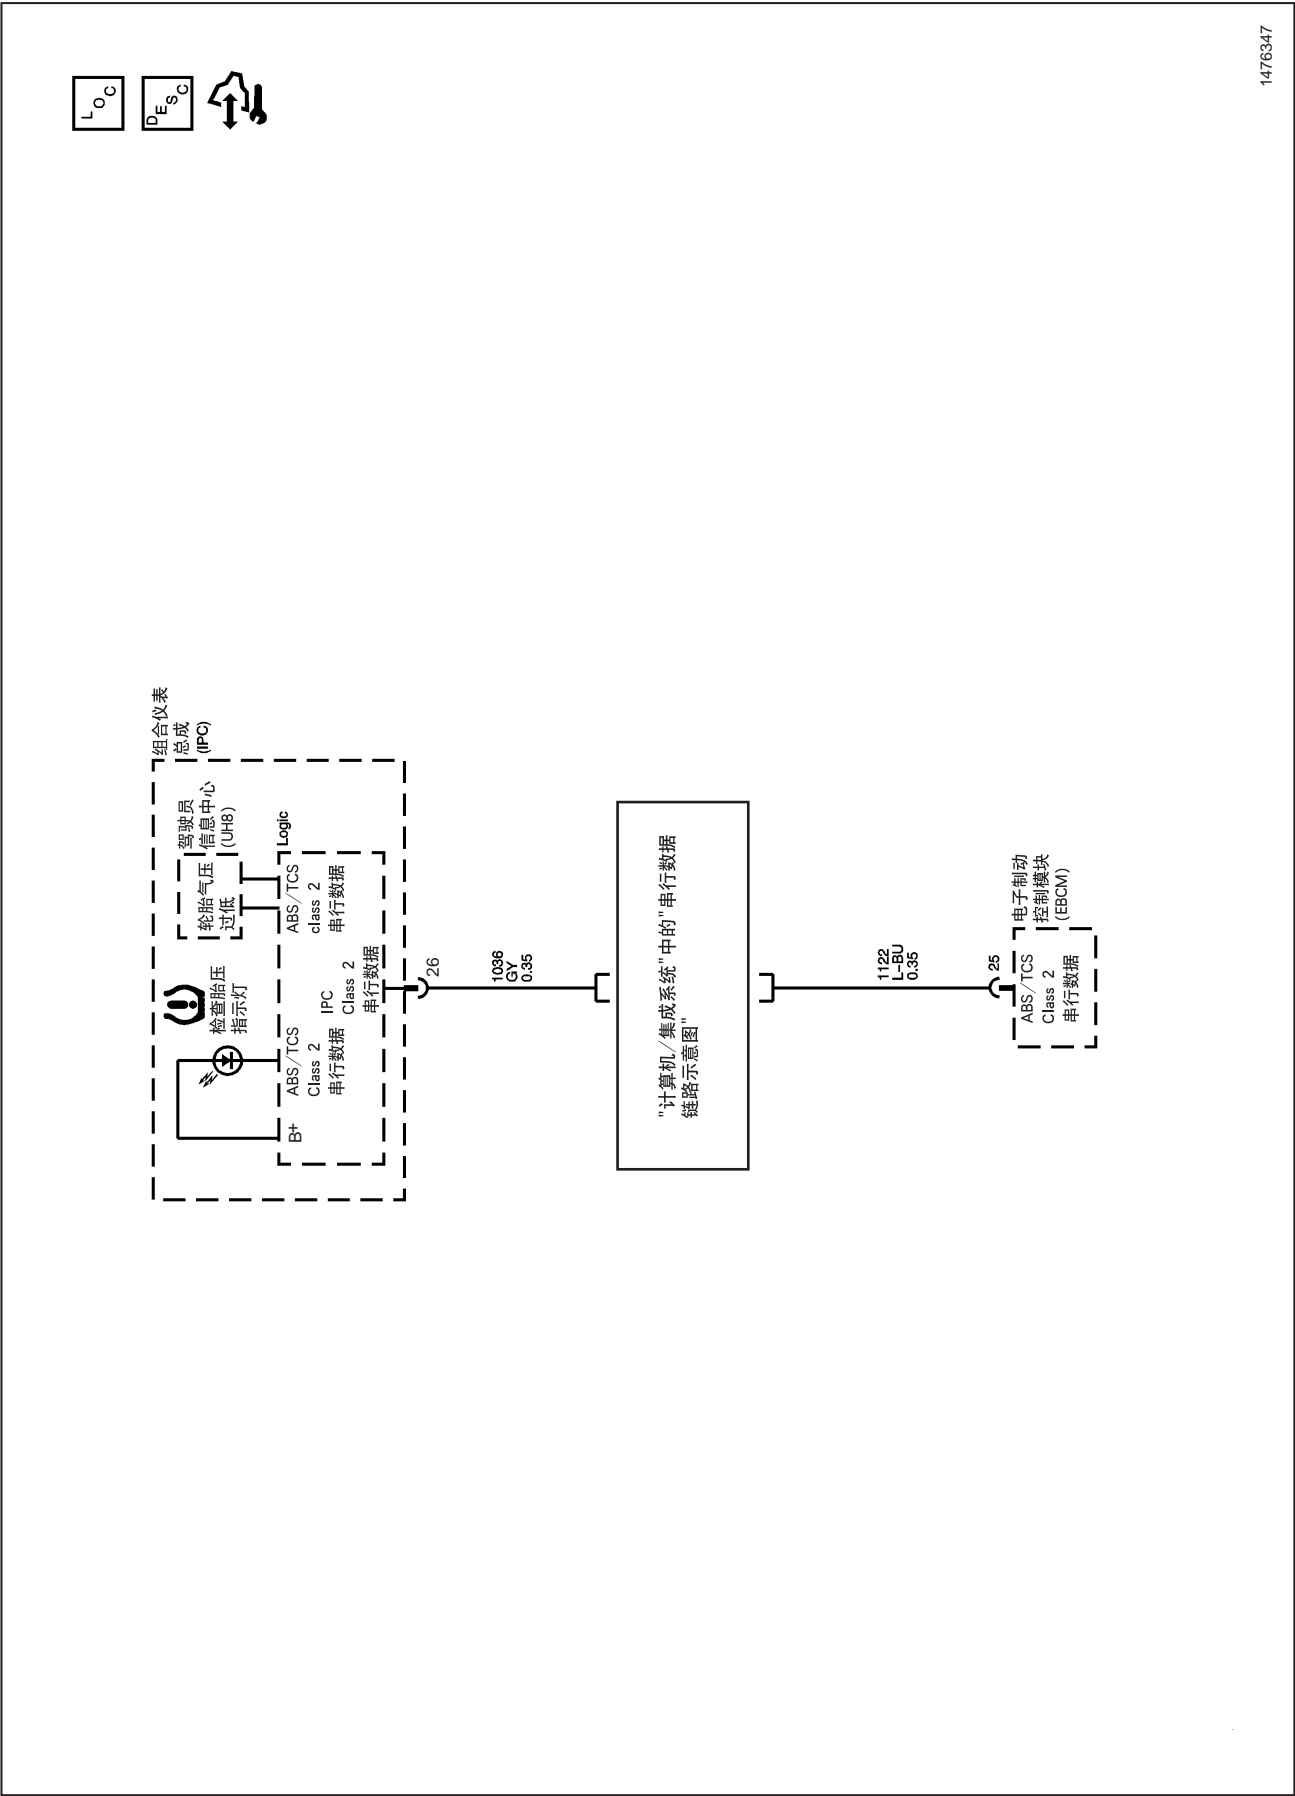 LOC
DESC
组合仪表
总成
(IPC)
驾驶员
信息中心
(UH8)
轮胎气压
过低
Logic
检查胎压
指示灯
B+
ABS/TCS
Class 2
串行数据
IPC
Class 2
串行数据
ABS/TCS
class 2
串行数据
26
1036
GY
0.35
"计算机/集成系统"中的"串行数据
链路示意图"
1122
L-BU
0.35
25
电子制动
控制模块
(EBCM)
ABS/TCS
Class 2
串行数据
1476347